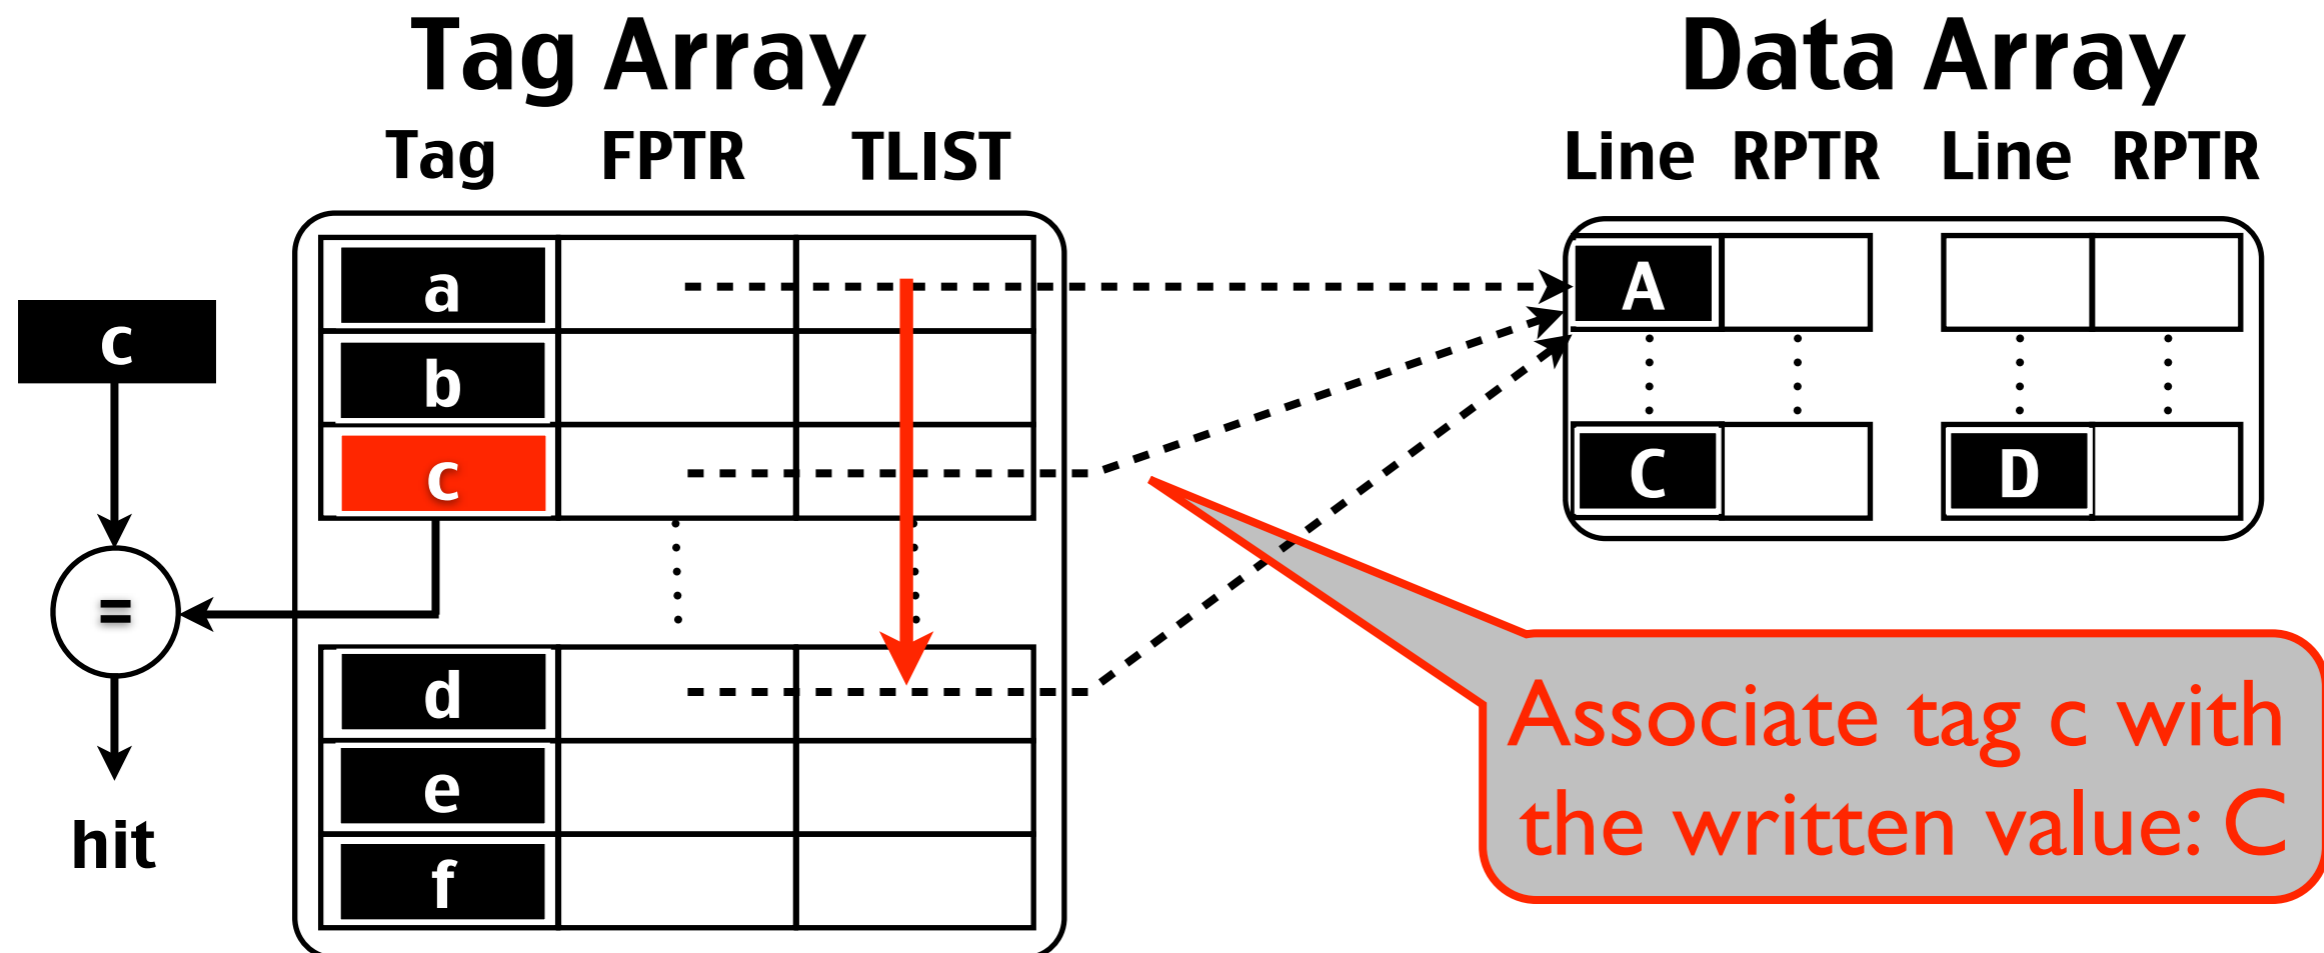 Tag Array Data Array
Tag FPTR TLIST Line RPTR Line RPTR
a A
c
b
c C D
=
d
Associate tag c with
e
the written value: C
hit
f